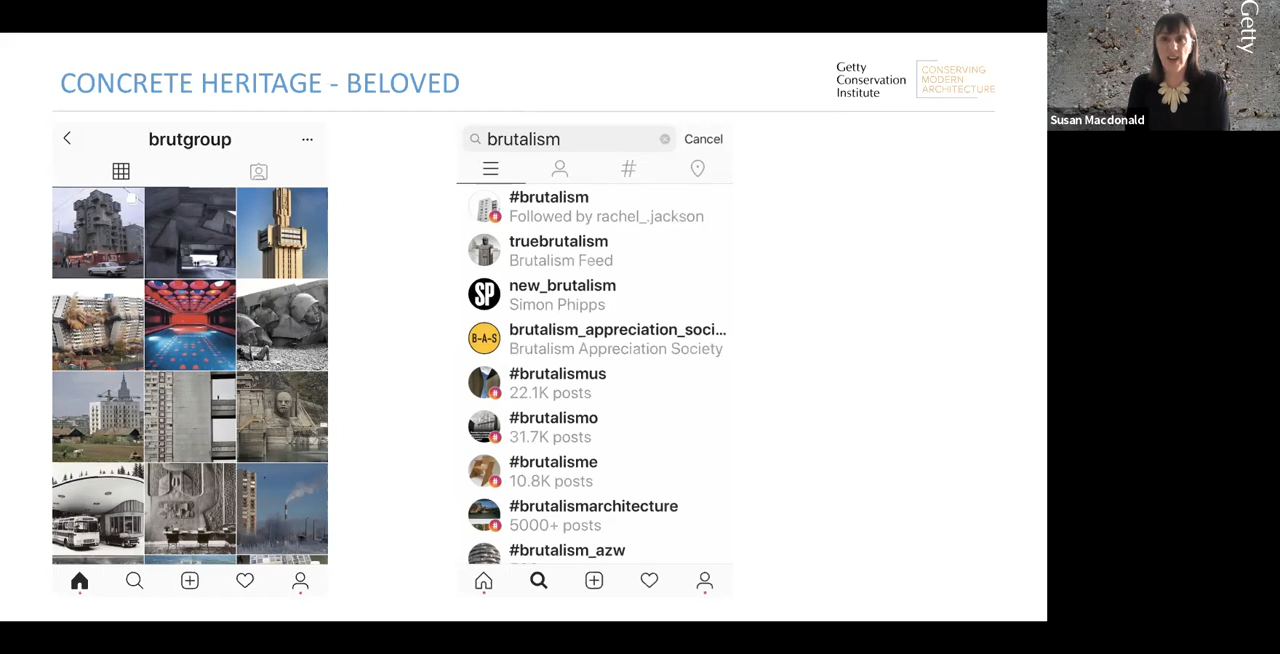 CONCRETE HERITAGE - BELOVED
Getty
Conservation
Institute
CONSERVING
MODERN
ARCHITECTURE
Getty
Susan Macdonald
brutgroup
brutalism
Cancel
#brutalism
Followed by rachel_.jackson
truebrutalism
Brutalism Feed
SP
new_brutalism
Simon Phipps
B-A-S
brutalism_appreciation_soci...
Brutalism Appreciation Society
#brutalismus
22.1K posts
#brutalismo
31.7K posts
#brutalisme
10.8K posts
#brutalismarchitecture
5000+ posts
#brutalism_azw